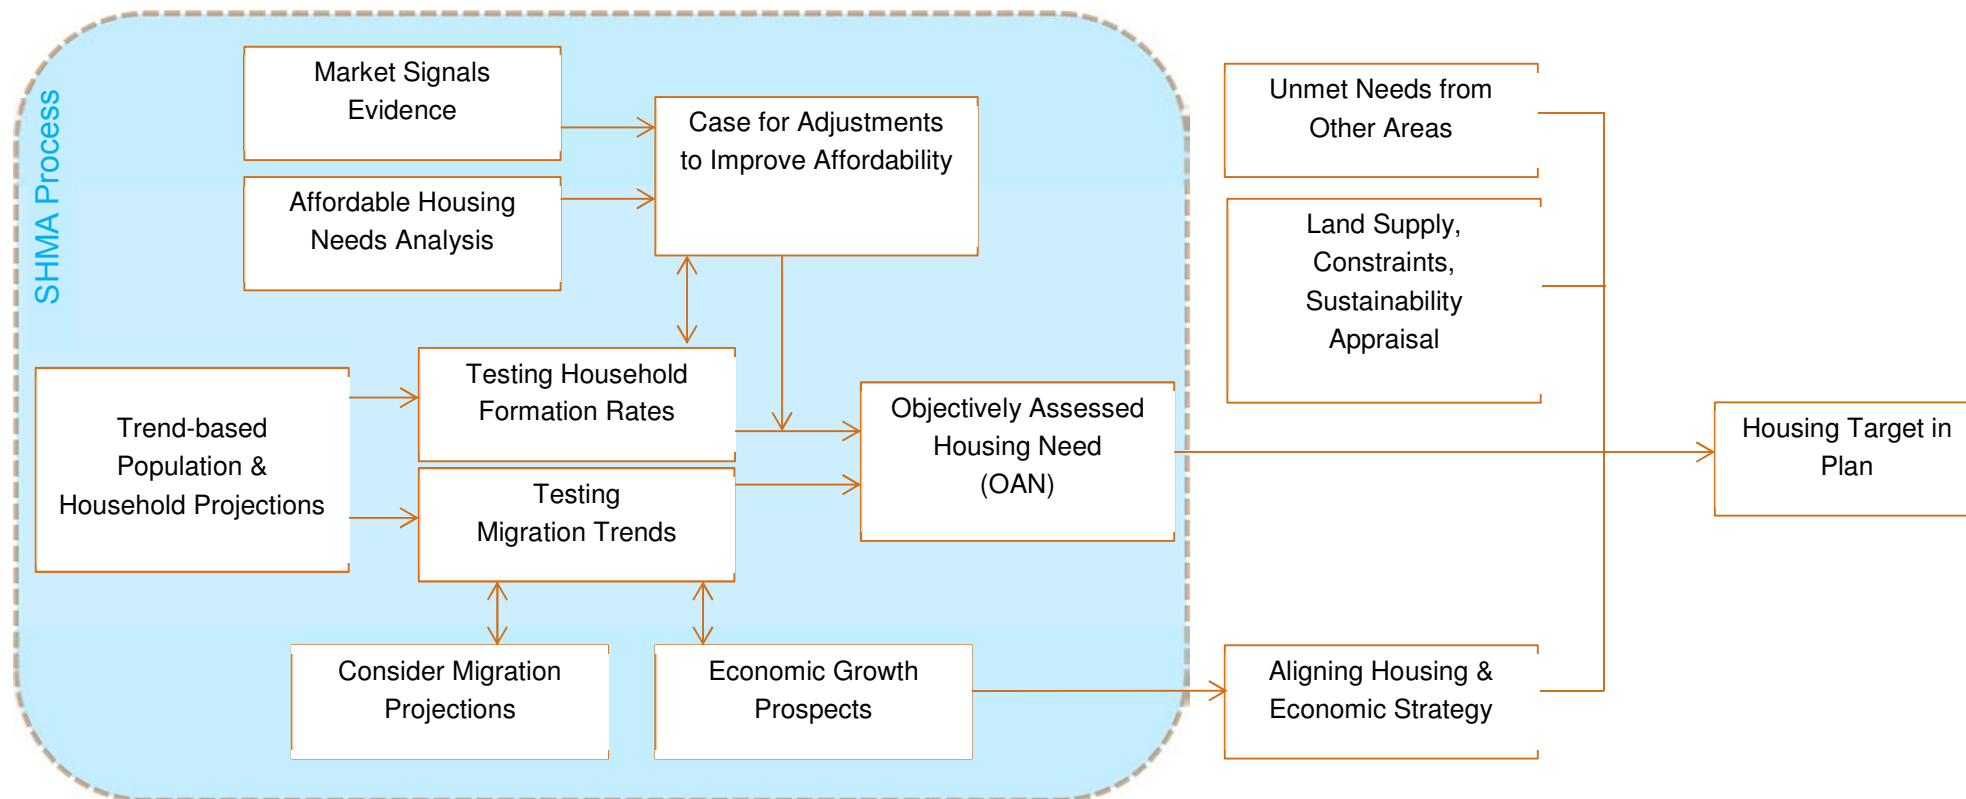 SHMA Process
Market Signals
Evidence
Affordable Housing
Needs Analysis
Case for Adjustments
to Improve Affordability
Trend-based
Population &
Household Projections
Testing Household
Formation Rates
Testing
Migration Trends
Objectively Assessed
Housing Need
(OAN)
Consider Migration
Projections
Economic Growth
Prospects
Unmet Needs from
Other Areas
Land Supply,
Constraints,
Sustainability
Appraisal
Aligning Housing &
Economic Strategy
Housing Target in
Plan